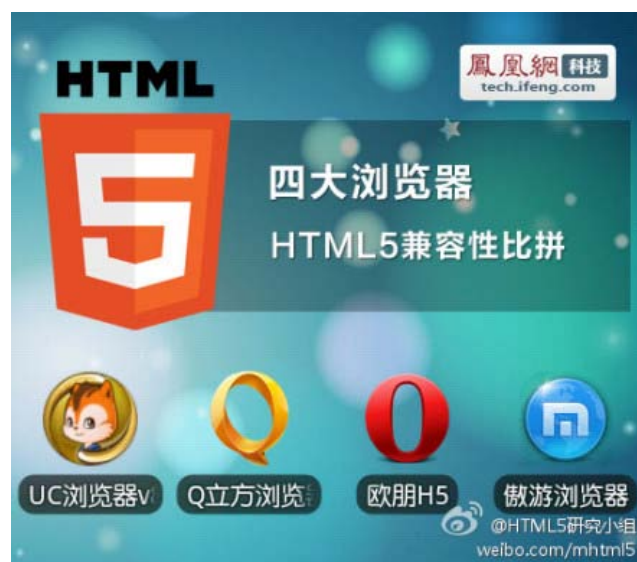 HTML
5
鳳凰網 科技
tech.ifeng.com
四大浏览器
HTML5兼容性比拼
UC浏览器v
Q立方浏览
欧朋H5
傲游浏览器
@HTML5研究小组
weibo.com/mhtml5